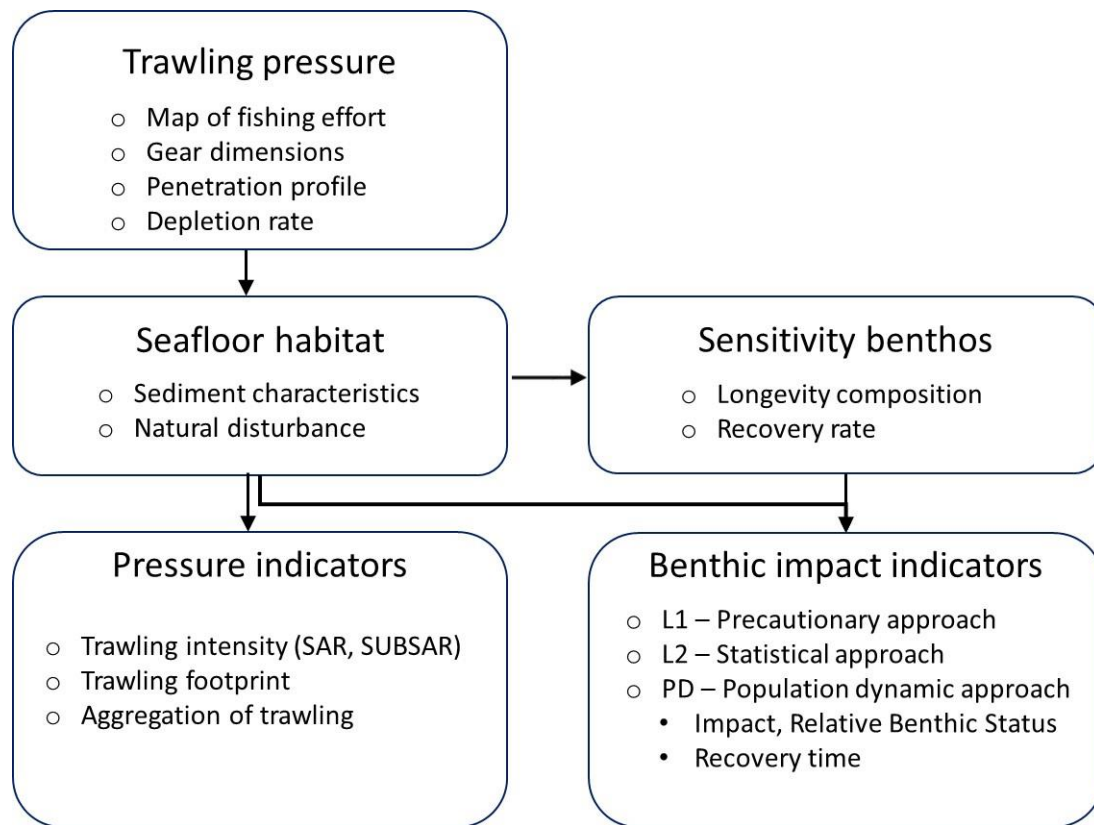 Trawling pressure
o Map of fishing effort
o Gear dimensions
o Penetration profile
o Depletion rate
Seafloor habitat
o Sediment characteristics
o Natural disturbance
Sensitivity benthos
o Longevity composition
o Recovery rate
Pressure indicators
o Trawling intensity (SAR, SUBSAR)
o Trawling footprint
o Aggregation of trawling
Benthic impact indicators
o L1 – Precautionary approach
o L2 – Statistical approach
o PD – Population dynamic approach
• Impact, Relative Benthic Status
• Recovery time